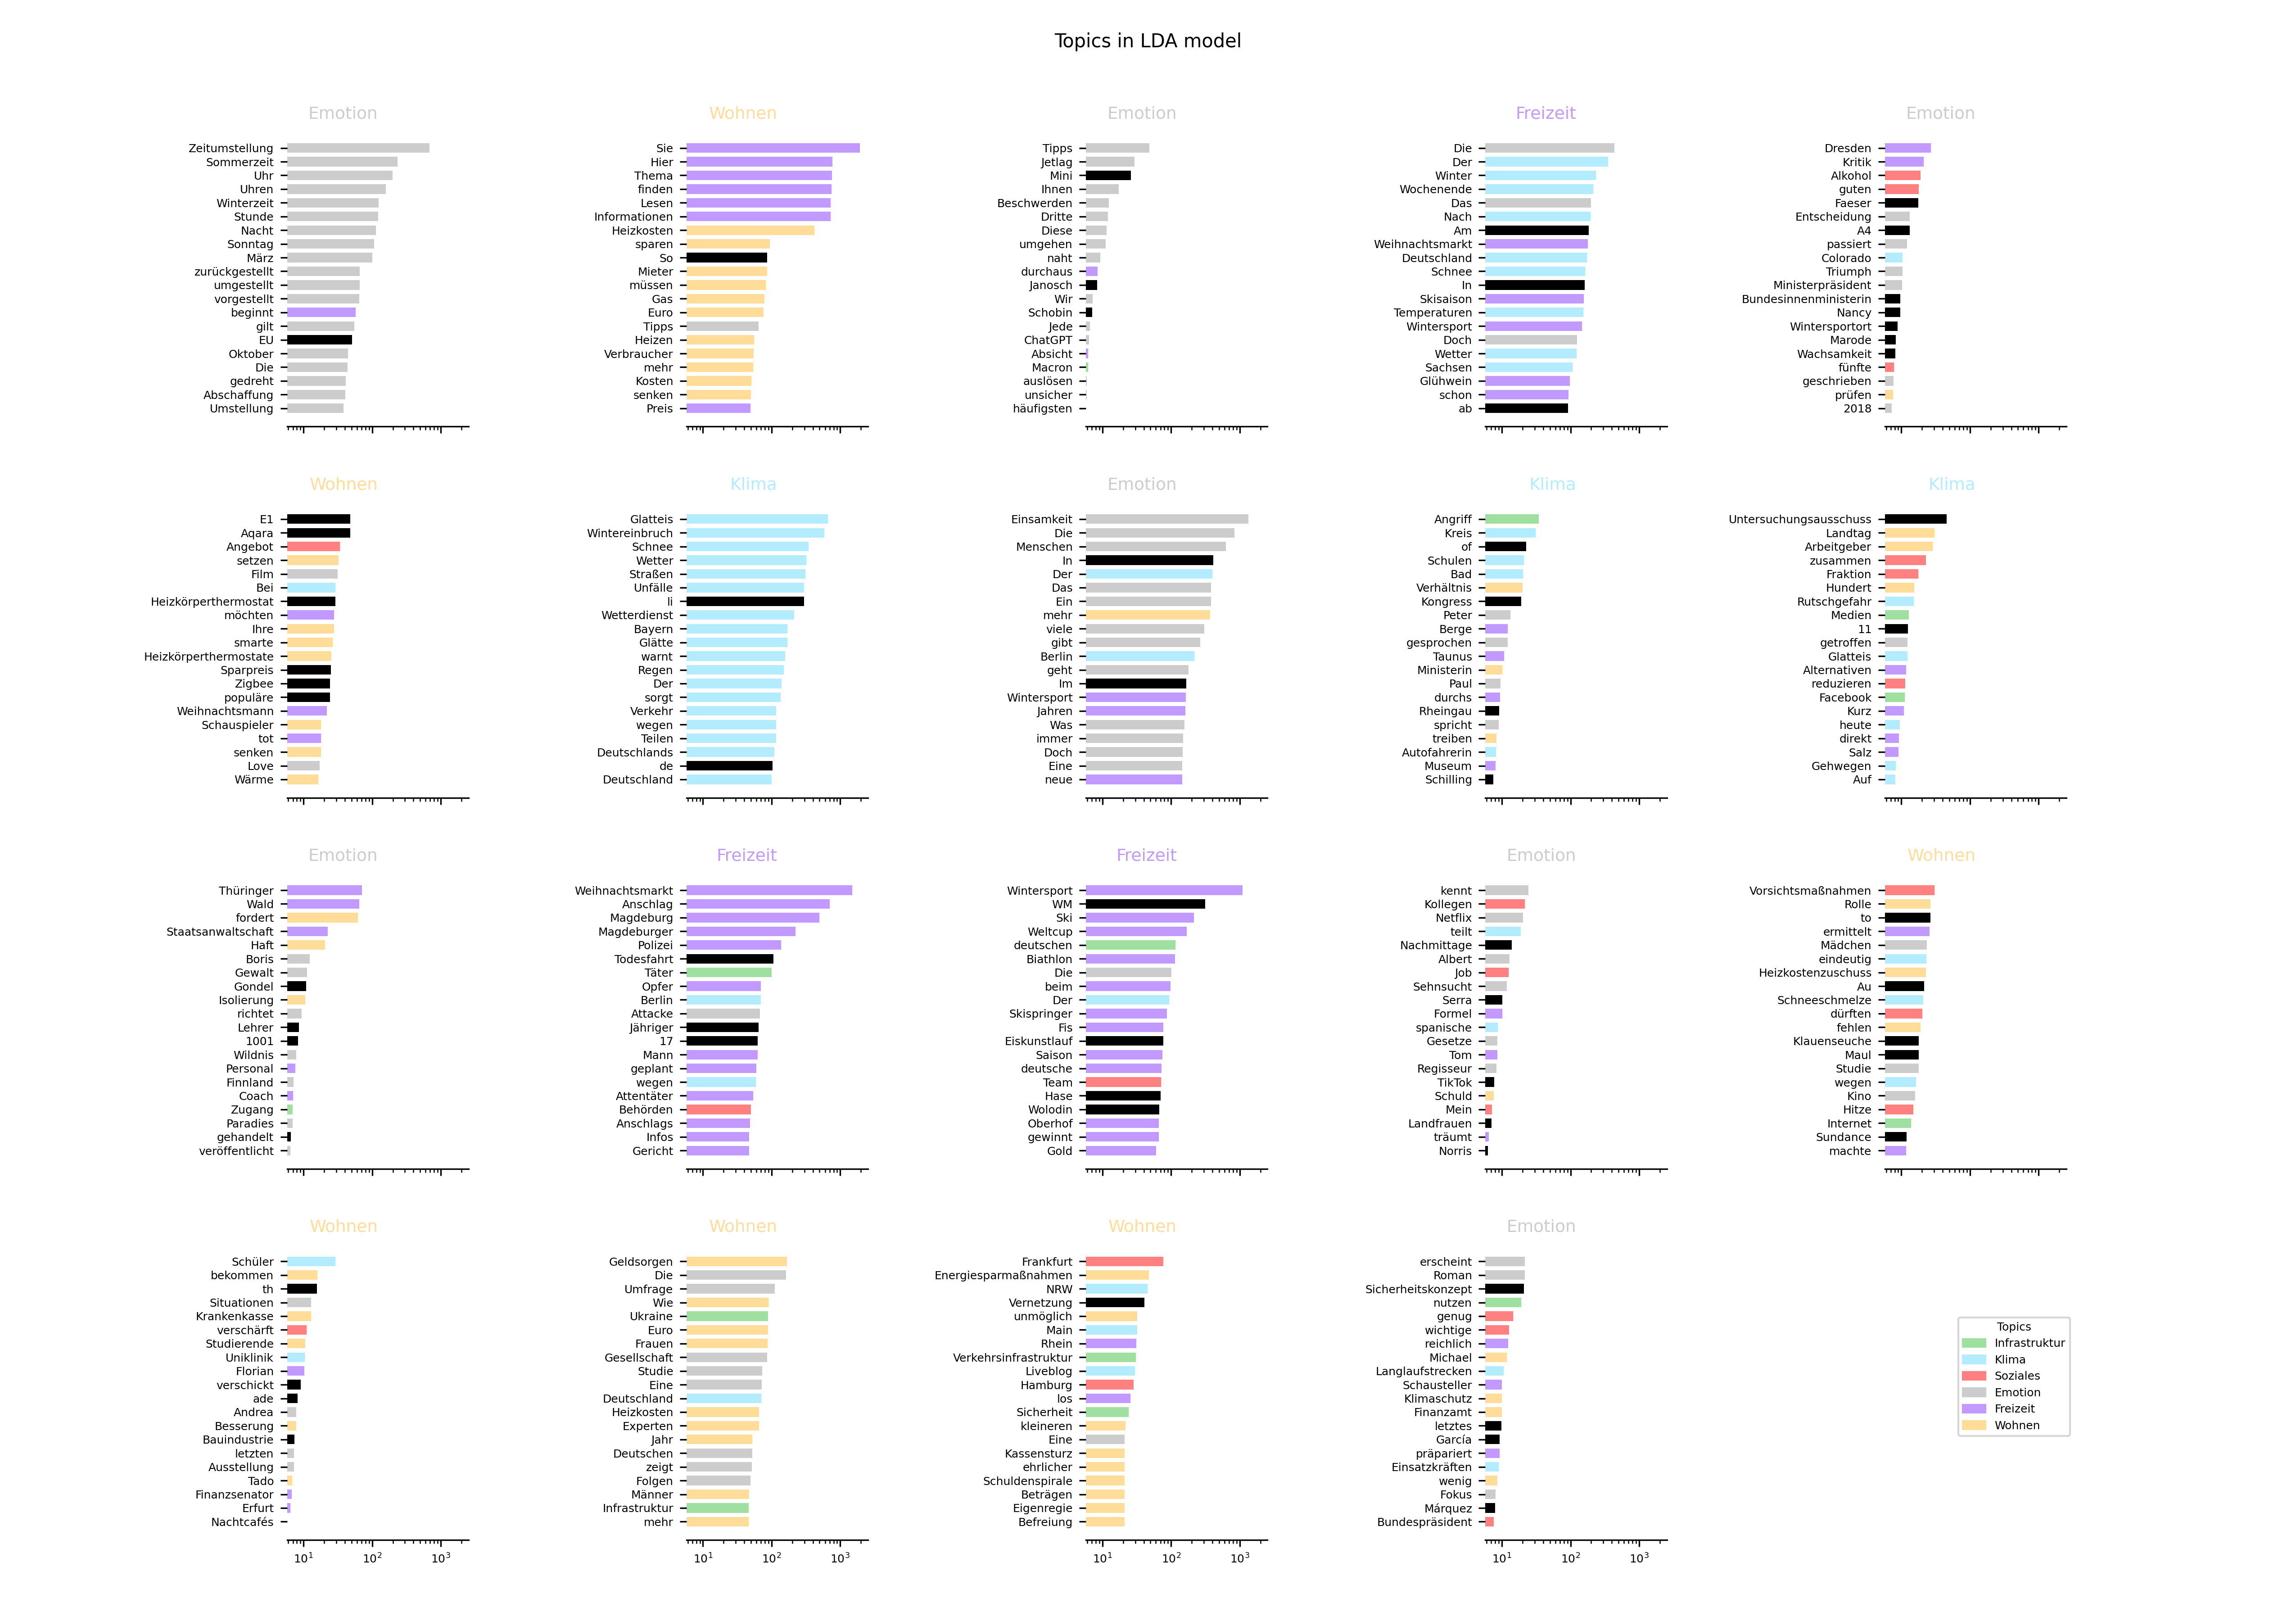 Topics in LDA model
Emotion
Zeitumstellung
Sommerzeit
Uhr
Uhren
Winterzeit
Stunde
Nacht
Sonntag
März
zurückgestellt
umgestellt
vorgestellt
beginnt
gilt
EU
Oktober
Die
gedreht
Abschaffung
Umstellung
Wohnen
Sie
Hier
Thema
finden
Lesen
Informationen
Heizkosten
sparen
So
Mieter
müssen
Gas
Euro
Tipps
Heizen
Verbraucher
mehr
Kosten
senken
Preis
Emotion
Tipps
Jetlag
Mini
Ihnen
Beschwerden
Dritte
Diese
umgehen
naht
durchaus
Janosch
Wir
Schobin
Jede
ChatGPT
Absicht
Macron
auslösen
unsicher
häufigsten
Freizeit
Die
Der
Winter
Wochenende
Das
Nach
Am
Weihnachtsmarkt
Deutschland
Schnee
In
Skisaison
Temperaturen
Wintersport
Doch
Wetter
Sachsen
Glühwein
schon
ab
Emotion
Dresden
Kritik
Alkohol
guten
Faeser
Entscheidung
A4
passiert
Colorado
Triumph
Ministerpräsident
Bundesinnenministerin
Nancy
Wintersportort
Marode
Wachsamkeit
fünfte
geschrieben
prüfen
2018
Wohnen
E1
Aqara
Angebot
setzen
Film
Bei
Heizkörperthermostat
möchten
Ihre
smarte
Heizkörperthermostate
Sparpreis
Zigbee
populäre
Weihnachtsmann
Schauspieler
tot
senken
Love
Wärme
Klima
Glatteis
Wintereinbruch
Schnee
Wetter
Straßen
Unfälle
li
Wetterdienst
Bayern
Glätte
warnt
Regen
Der
sorgt
Verkehr
wegen
Teilen
Deutschlands
de
Deutschland
Emotion
Einsamkeit
Die
Menschen
In
Der
Das
Ein
mehr
viele
gibt
Berlin
geht
Im
Wintersport
Jahren
Was
immer
Doch
Eine
neue
Klima
Angriff
Kreis
of
Schulen
Bad
Verhältnis
Kongress
Peter
Berge
gesprochen
Taunus
Ministerin
Paul
durchs
Rheingau
spricht
treiben
Autofahrerin
Museum
Schilling
Klima
Untersuchungsausschuss
Landtag
Arbeitgeber
zusammen
Fraktion
Hundert
Rutschgefahr
Medien
11
getroffen
Glatteis
Alternativen
reduzieren
Facebook
Kurz
heute
direkt
Salz
Gehwegen
Auf
Emotion
Thüringer
Wald
fordert
Staatsanwaltschaft
Haft
Boris
Gewalt
Gondel
Isolierung
richtet
Lehrer
1001
Wildnis
Personal
Finnland
Coach
Zugang
Paradies
gehandelt
veröffentlicht
Freizeit
Weihnachtsmarkt
Anschlag
Magdeburg
Magdeburger
Polizei
Todesfahrt
Täter
Opfer
Berlin
Attacke
Jähriger
17
Mann
geplant
wegen
Attentäter
Behörden
Anschlags
Infos
Gericht
Freizeit
Wintersport
WM
Ski
Weltcup
deutschen
Biathlon
Die
beim
Der
Skispringer
Fis
Eiskunstlauf
Saison
deutsche
Team
Hase
Wolodin
Oberhof
gewinnt
Gold
Emotion
kennt
Kollegen
Netflix
teilt
Nachmittage
Albert
Job
Sehnsucht
Serra
Formel
spanische
Gesetze
Tom
Regisseur
TikTok
Schuld
Mein
Landfrauen
träumt
Norris
Wohnen
Vorsichtsmaßnahmen
Rolle
to
ermittelt
Mädchen
eindeutig
Heizkostenzuschuss
Au
Schneeschmelze
dürften
fehlen
Klauenseuche
Maul
Studie
wegen
Kino
Hitze
Internet
Sundance
machte
Wohnen
Schüler
bekommen
th
Situationen
Krankenkasse
verschärft
Studierende
Uniklinik
Florian
verschickt
ade
Andrea
Besserung
Bauindustrie
letzten
Ausstellung
Tado
Finanzsenator
Erfurt
Nachtcafés
10¹ 10² 10³
Wohnen
Geldsorgen
Die
Umfrage
Wie
Ukraine
Euro
Frauen
Gesellschaft
Studie
Eine
Deutschland
Heizkosten
Experten
Jahr
Deutschen
zeigt
Folgen
Männer
Infrastruktur
mehr
10¹ 10² 10³
Wohnen
Frankfurt
Energiesparmaßnahmen
NRW
Vernetzung
unmöglich
Main
Rhein
Verkehrsinfrastruktur
Liveblog
Hamburg
los
Sicherheit
kleineren
Eine
Kassensturz
ehrlicher
Schuldenspirale
Beträgen
Eigenregie
Befreiung
10¹ 10² 10³
Emotion
erscheint
Roman
Sicherheitskonzept
nutzen
genug
wichtige
reichlich
Michael
Langlaufstrecken
Schausteller
Klimaschutz
Finanzamt
letztes
García
präpariert
Einsatzkräften
wenig
Fokus
Márquez
Bundespräsident
10¹ 10² 10³
Topics
Infrastruktur
Klima
Soziales
Emotion
Freizeit
Wohnen